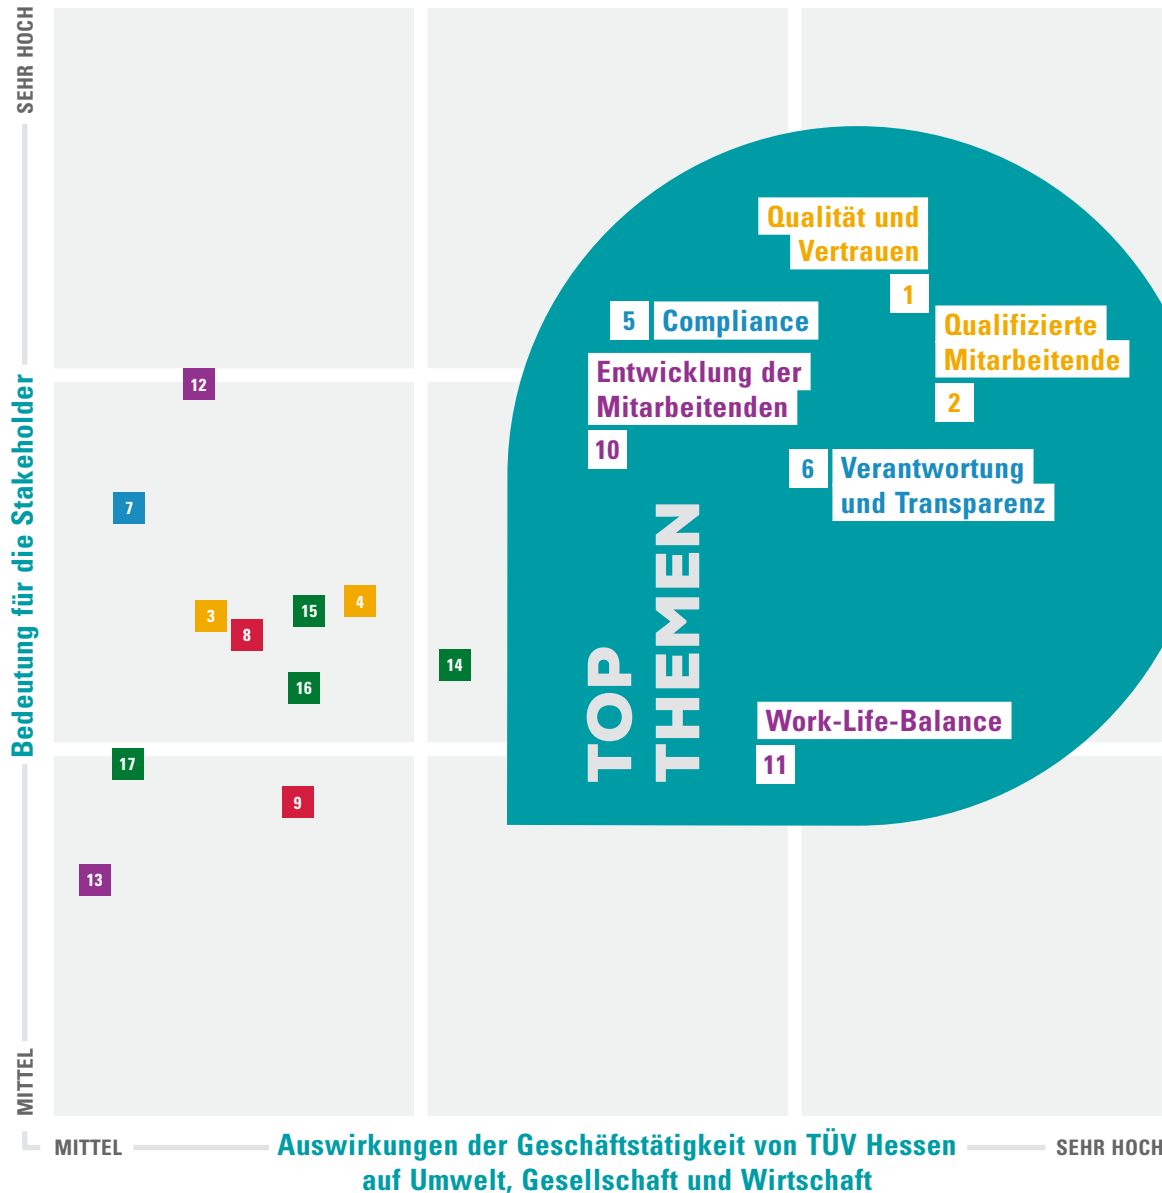 SEHR HOCH
Bedeutung für die Stakeholder
MITTEL
Qualität und
Vertrauen
1
5 Compliance
Qualifizierte
Mitarbeitende
2
Entwicklung der
Mitarbeitenden
10
6 Verantwortung
und Transparenz
12
7
3
8
15
4
16
14
17
9
13
TOP
THEMEN
Work-Life-Balance
11
MITTEL
Auswirkungen der Geschäftstätigkeit von TÜV Hessen
auf Umwelt, Gesellschaft und Wirtschaft
SEHR HOCH